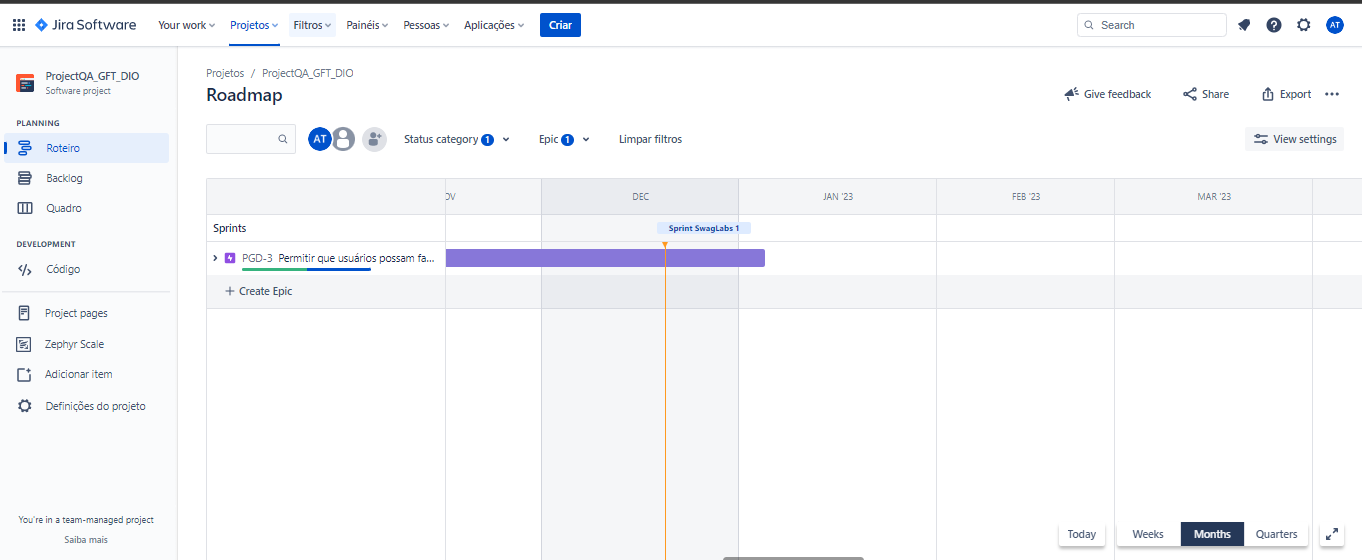 Jira Software Your work Projetos Filtros Painéis Pessoas Aplicações Criar Search AT
ProjectQA_GFT_DIO
Software project
PLANNING
Roteiro
Backlog
Quadro
DEVELOPMENT
Código
Project pages
Zephyr Scale
Adicionar item
Definições do projeto
You're in a team-managed project
Saiba mais
Projetos / ProjectQA_GFT_DIO
Roadmap
Give feedback Share Export
AT Status category 1 Epic 1 Limpar filtros View settings
OV DEC JAN '23 FEB '23 MAR '23
Sprints Sprint SwagLabs 1
PGD-3 Permitir que usuários possam fa...
+ Create Epic
Today Weeks Months Quarters